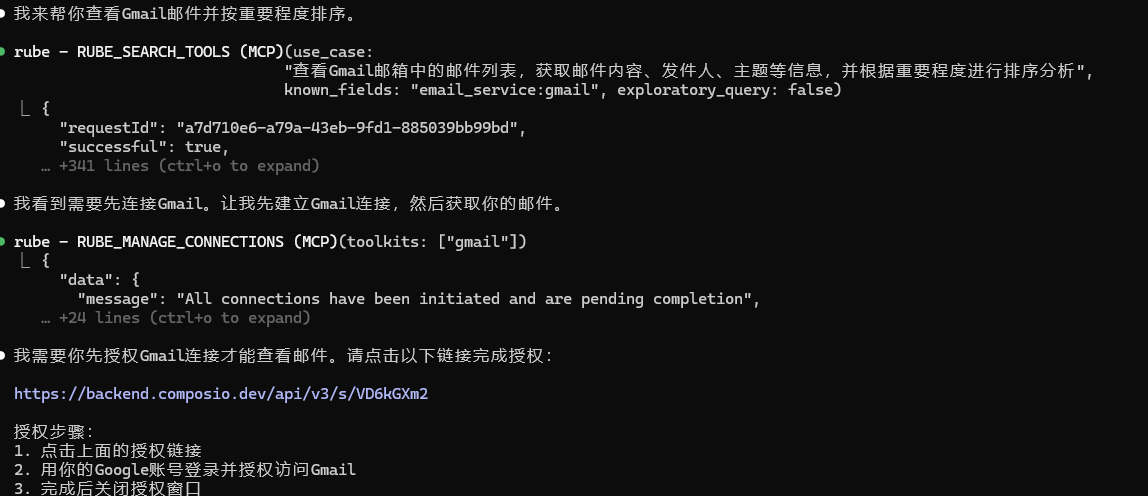 ● 我来帮你查看Gmail邮件并按重要程度排序。
● rube - RUBE_SEARCH_TOOLS (MCP)(use_case:
"查看Gmail邮箱中的邮件列表，获取邮件内容、发件人、主题等信息，并根据重要程度进行排序分析",
known_fields: "email_service:gmail", exploratory_query: false)
⎿ {
"requestId": "a7d710e6-a79a-43eb-9fd1-885039bb99bd",
"successful": true,
… +341 lines (ctrl+o to expand)
● 我看到需要先连接Gmail。让我先建立Gmail连接，然后获取你的邮件。
● rube - RUBE_MANAGE_CONNECTIONS (MCP)(toolkits: ["gmail"])
⎿ {
"data": {
"message": "All connections have been initiated and are pending completion",
… +24 lines (ctrl+o to expand)
● 我需要你先授权Gmail连接才能查看邮件。请点击以下链接完成授权：
https://backend.composio.dev/api/v3/s/VD6kGXm2
授权步骤：
1. 点击上面的授权链接
2. 用你的Google账号登录并授权访问Gmail
3. 完成后关闭授权窗口